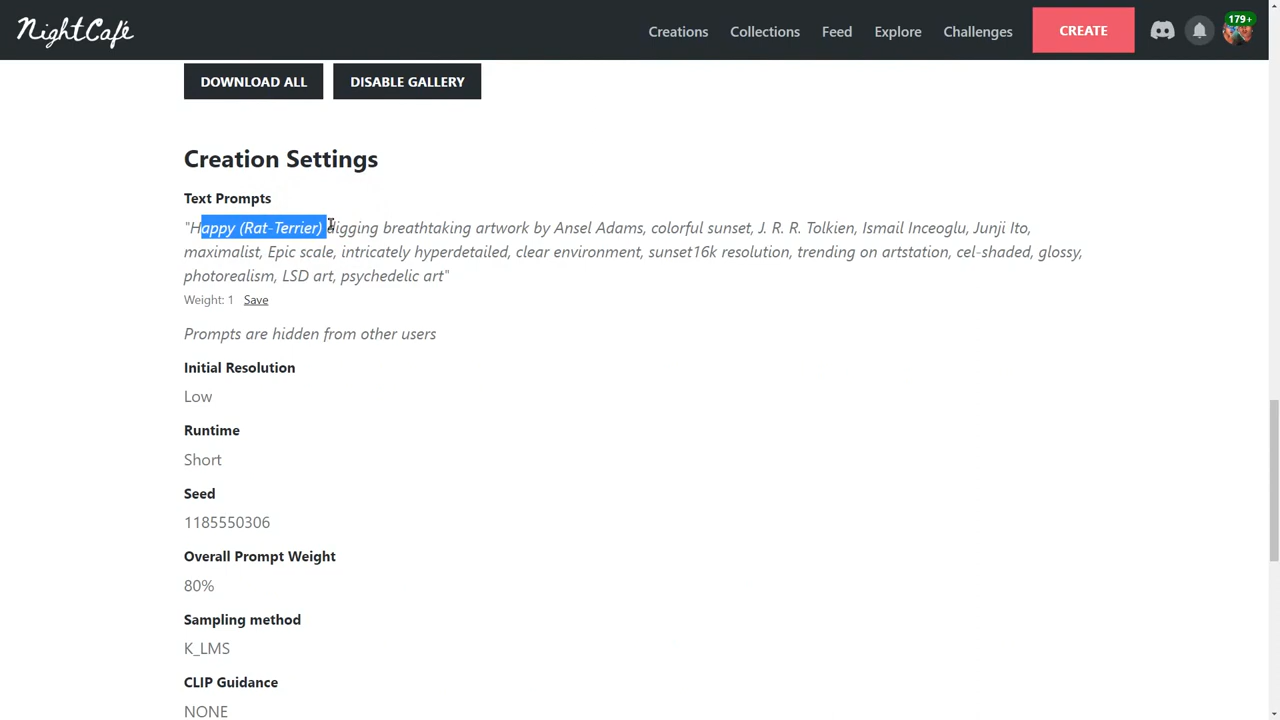 NightCafé
Creations
Collections
Feed
Explore
Challenges
CREATE
179+
DOWNLOAD ALL
DISABLE GALLERY
Creation Settings
Text Prompts
"Happy (Rat-Terrier) digging breathtaking artwork by Ansel Adams, colorful sunset, J. R. R. Tolkien, Ismail Inceoglu, Junji Ito,
maximalist, Epic scale, intricately hyperdetailed, clear environment, sunset16k resolution, trending on artstation, cel-shaded, glossy,
photorealism, LSD art, psychedelic art"
Weight: 1 Save
Prompts are hidden from other users
Initial Resolution
Low
Runtime
Short
Seed
1185550306
Overall Prompt Weight
80%
Sampling method
K_LMS
CLIP Guidance
NONE